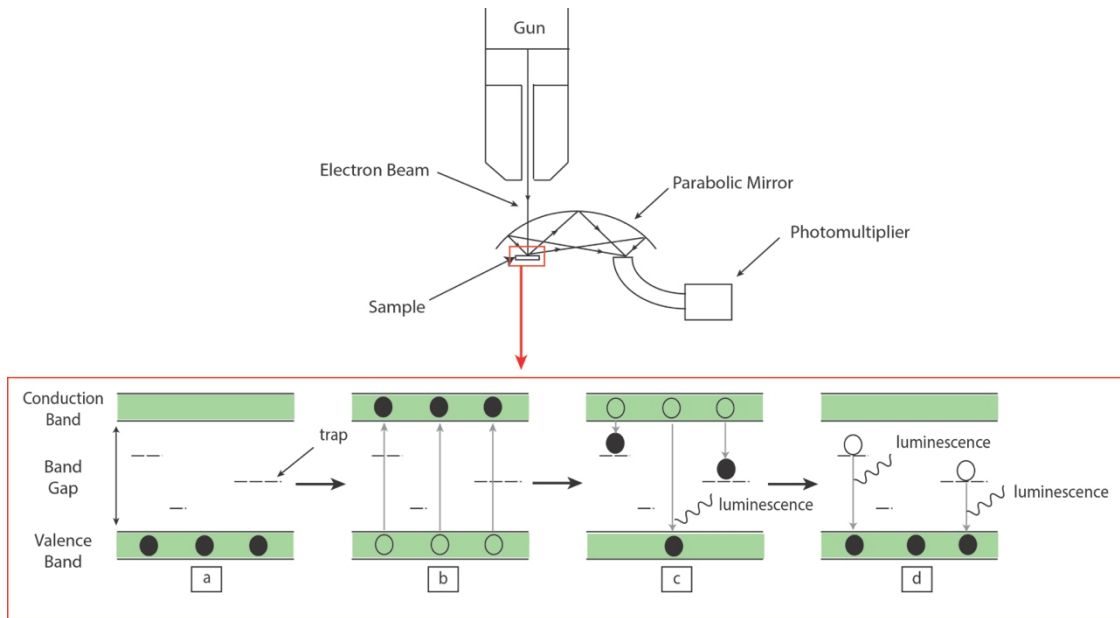 Gun
Electron Beam
Parabolic Mirror
Photomultiplier
Sample
Conduction
Band
trap
luminescence
Band
Gap
luminescence
luminescence
Valence
Band
a
b
c
d